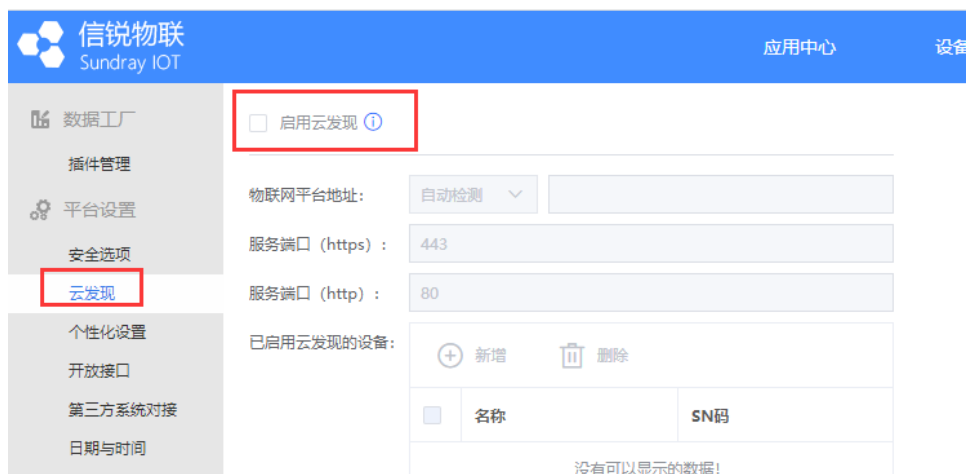 信锐物联
Sundray IOT
应用中心
设备
数据工厂
插件管理
平台设置
安全选项
云发现
个性化设置
开放接口
第三方系统对接
日期与时间
启用云发现
物联网平台地址:
自动检测
服务端口（https）:
443
服务端口（http）:
80
已启用云发现的设备:
新增
删除
名称
SN码
没有可以显示的数据!